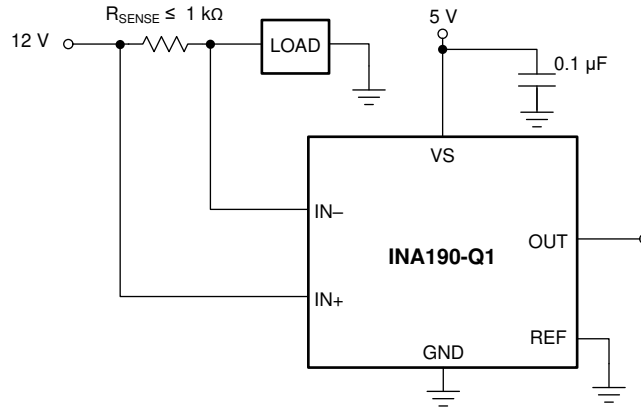 R_SENSE ≤ 1 kΩ
12 V
LOAD
5 V
0.1 µF
VS
IN–
INA190-Q1
OUT
IN+
REF
GND